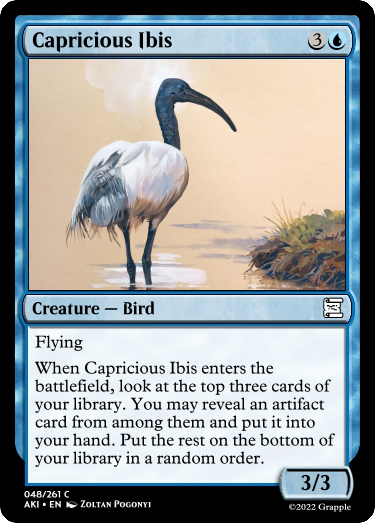 Capricious Ibis 3
Creature — Bird
Flying
When Capricious Ibis enters the
battlefield, look at the top three cards of
your library. You may reveal an artifact
card from among them and put it into
your hand. Put the rest on the bottom of
your library in a random order.
3/3
048/261 C
AKI • EN Zoltan Pogonyi
©2022 Grapple